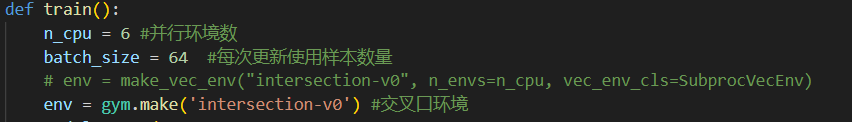 def train():
    n_cpu = 6 #并行环境数
    batch_size = 64  #每次更新使用样本数量
    # env = make_vec_env("intersection-v0", n_envs=n_cpu, vec_env_cls=SubprocVecEnv)
    env = gym.make('intersection-v0') #交叉口环境